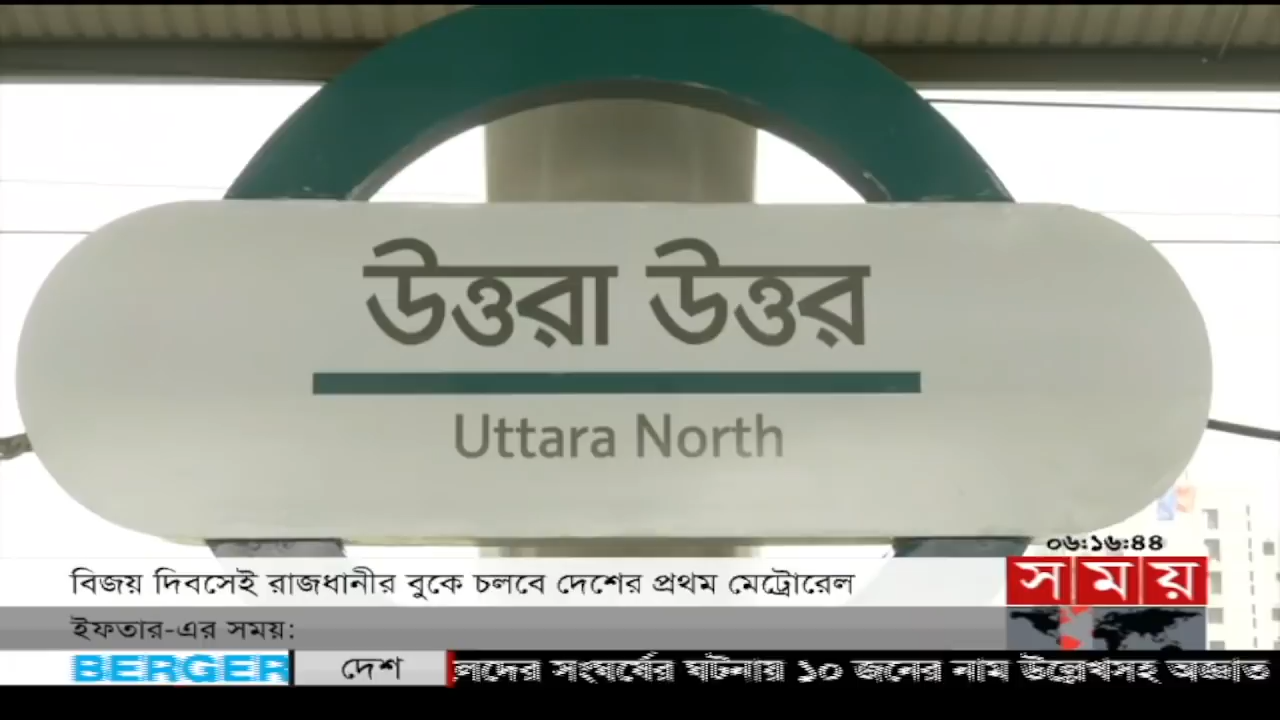 উত্তরা উত্তর
Uttara North
০৬:১৬:৪৪
বিজয় দিবসেই রাজধানীর বুকে চলবে দেশের প্রথম মেট্রোরেল
সময়
ইফতার-এর সময়:
BERGER
দেশ
সংঘর্ষের ঘটনায় ১০ জনের নাম উল্লেখসহ অজ্ঞাত